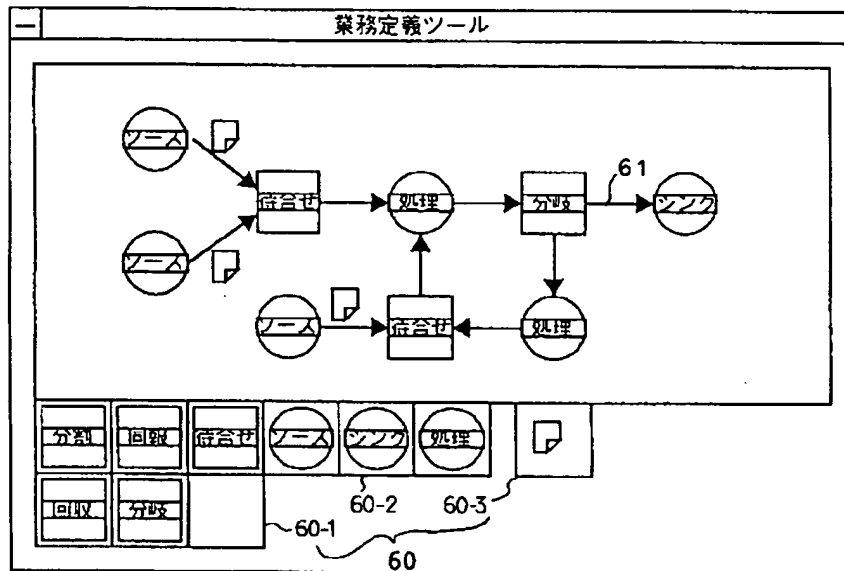 業務定義ツール
ソース
待合せ
処理
分岐
61
シンク
ソース
ソース
待合せ
処理
分割
回報
待合せ
ソース
シンク
処理
回収
分岐
60-1
60-2
60-3
60